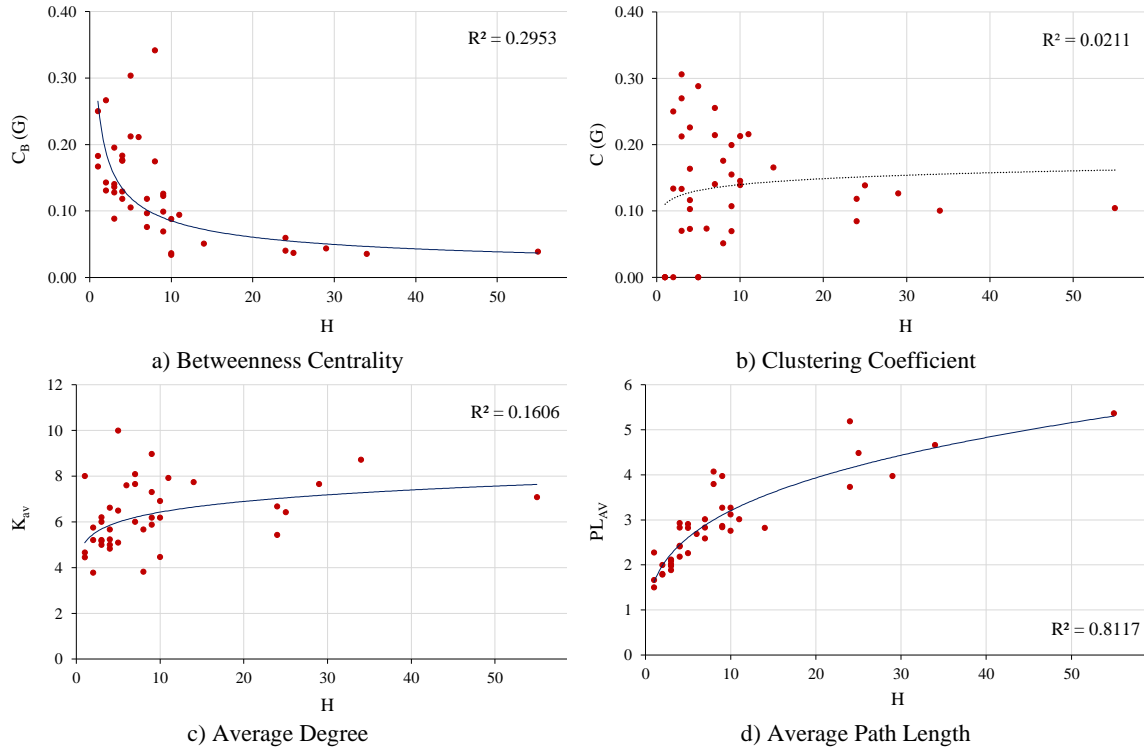 0.40
0.30
0.20
0.10
0.00
C_B (G)
R² = 0.2953
0 10 20 30 40 50
H
a) Betweenness Centrality
0.40
0.30
0.20
0.10
0.00
C (G)
R² = 0.0211
0 10 20 30 40 50
H
b) Clustering Coefficient
12
10
8
6
4
2
0
K_av
R² = 0.1606
0 10 20 30 40 50
H
c) Average Degree
6
5
4
3
2
1
0
PL_AV
R² = 0.8117
0 10 20 30 40 50
H
d) Average Path Length